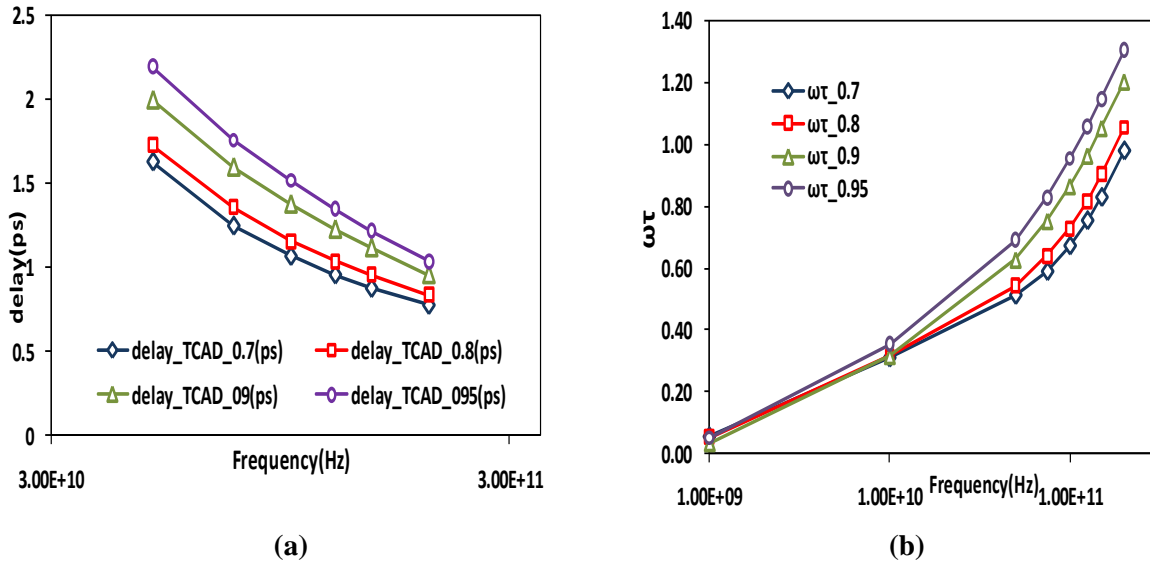 2.5
2
1.5
1
0.5
0
delay(ps)
delay_TCAD_0.7(ps)
delay_TCAD_0.8(ps)
delay_TCAD_09(ps)
delay_TCAD_095(ps)
3.00E+10
Frequency(Hz)
3.00E+11
(a)
1.40
1.20
1.00
0.80
0.60
0.40
0.20
0.00
ωτ
ωτ_0.7
ωτ_0.8
ωτ_0.9
ωτ_0.95
1.00E+09
1.00E+10
Frequency(Hz)
1.00E+11
(b)